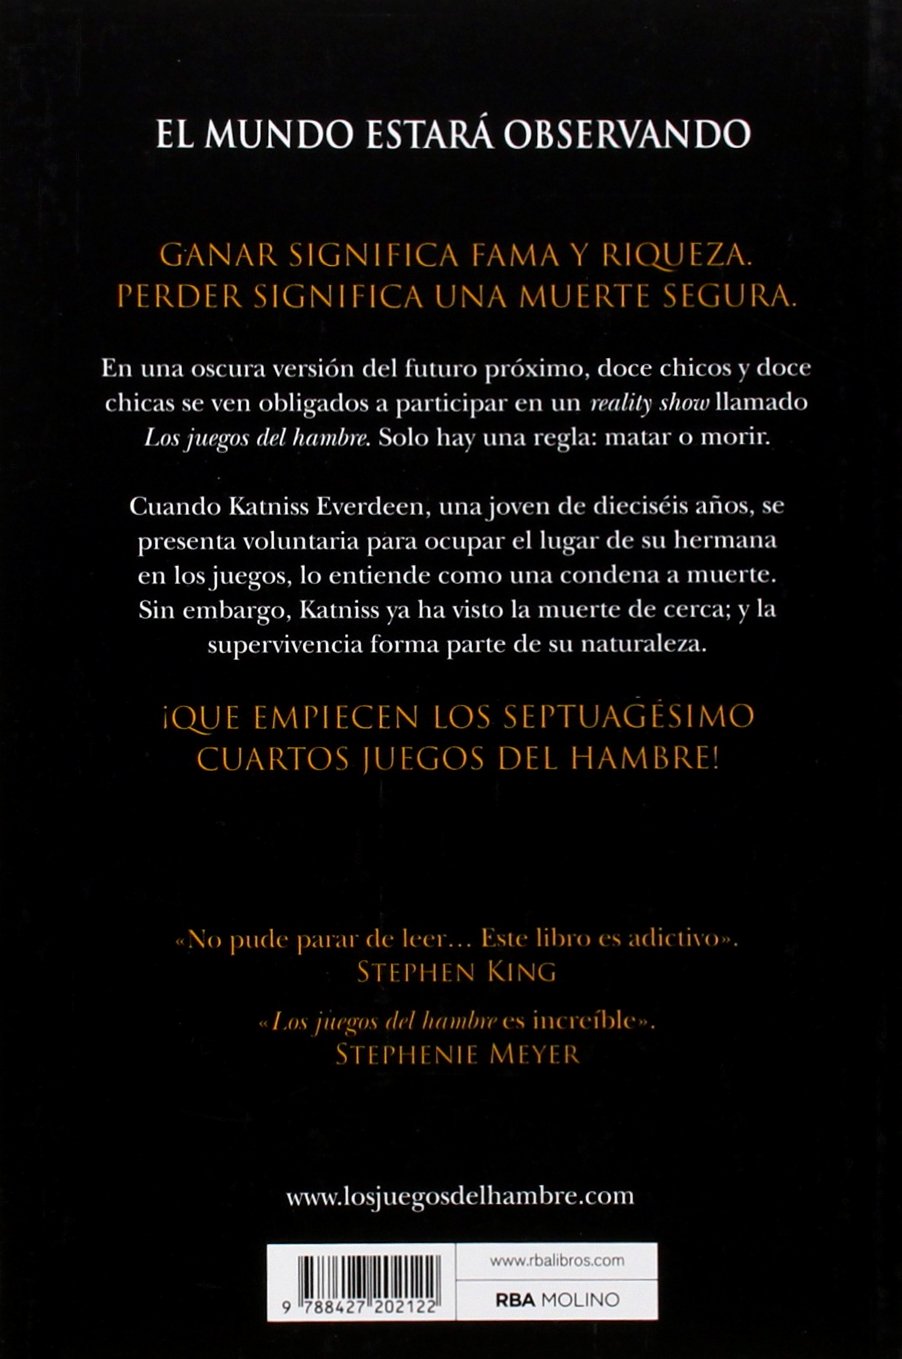 EL MUNDO ESTARÁ OBSERVANDO
GANAR SIGNIFICA FAMA Y RIQUEZA.
PERDER SIGNIFICA UNA MUERTE SEGURA.
En una oscura versión del futuro próximo, doce chicos y doce
chicas se ven obligados a participar en un reality show llamado
Los juegos del hambre. Solo hay una regla: matar o morir.
Cuando Katniss Everdeen, una joven de dieciséis años, se
presenta voluntaria para ocupar el lugar de su hermana
en los juegos, lo entiende como una condena a muerte.
Sin embargo, Katniss ya ha visto la muerte de cerca; y la
supervivencia forma parte de su naturaleza.
¡QUE EMPIECEN LOS SEPTUAGÉSIMO
CUARTOS JUEGOS DEL HAMBRE!
«No pude parar de leer... Este libro es adictivo».
STEPHEN KING
«Los juegos del hambre es increíble».
STEPHENIE MEYER
www.losjuegosdelhambre.com
www.rbalibros.com
RBA MOLINO
9 788427 202122